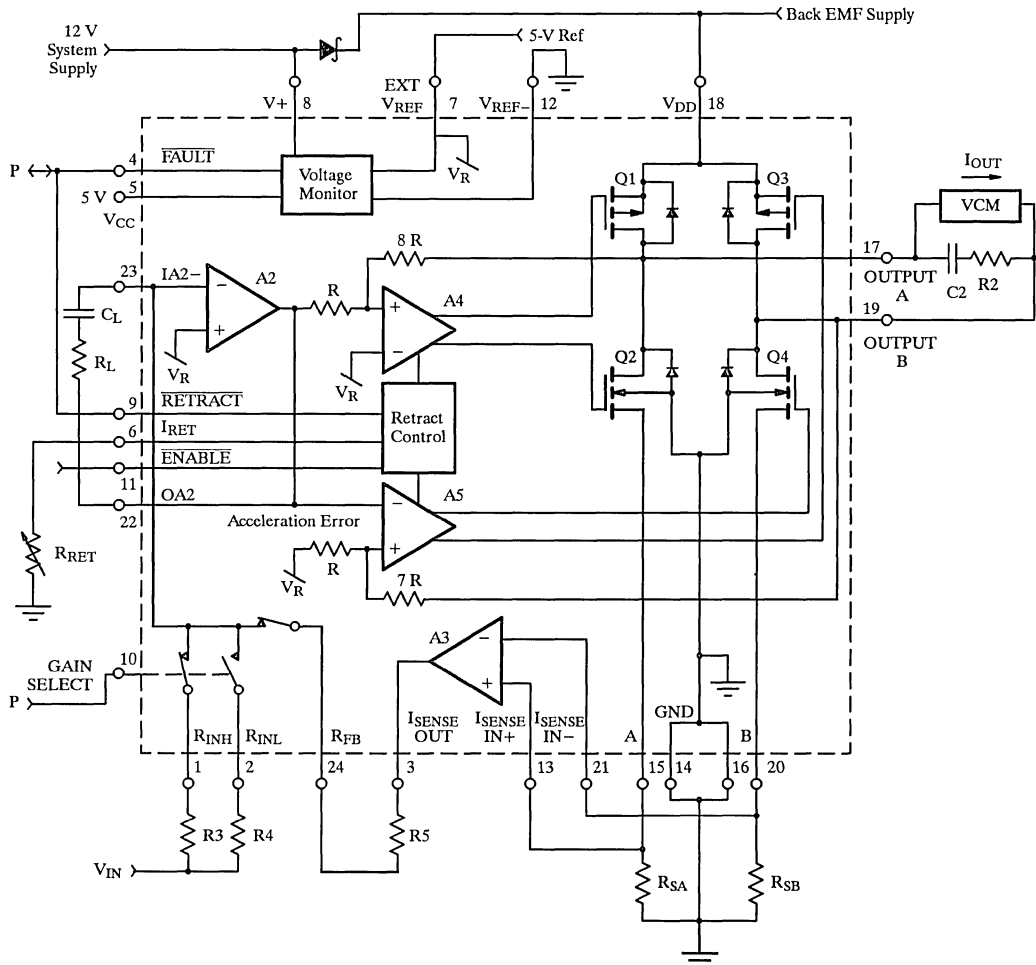 Back EMF Supply
12 V
System
Supply
5-V Ref
V+
8
EXT
VREF
7
VREF−
12
VDD
18
P
4
FAULT
5 V
5
VCC
Voltage
Monitor
VR
Q1
Q3
IOUT
VCM
8 R
17
OUTPUT
A
C2
R2
23
IA2−
A2
−
+
R
A4
+
−
19
OUTPUT
B
CL
VR
RL
VR
Q2
Q4
9
RETRACT
6
IRET
ENABLE
11
Retract
Control
OA2
22
Acceleration Error
A5
−
+
RRET
VR
R
7 R
A3
−
+
10
GAIN
SELECT
P
ISENSE
OUT
ISENSE
IN+
ISENSE
IN−
GND
RINH
RINL
RFB
A
B
1
2
24
3
13
21
15
14
16
20
R3
R4
R5
VIN
RSA
RSB